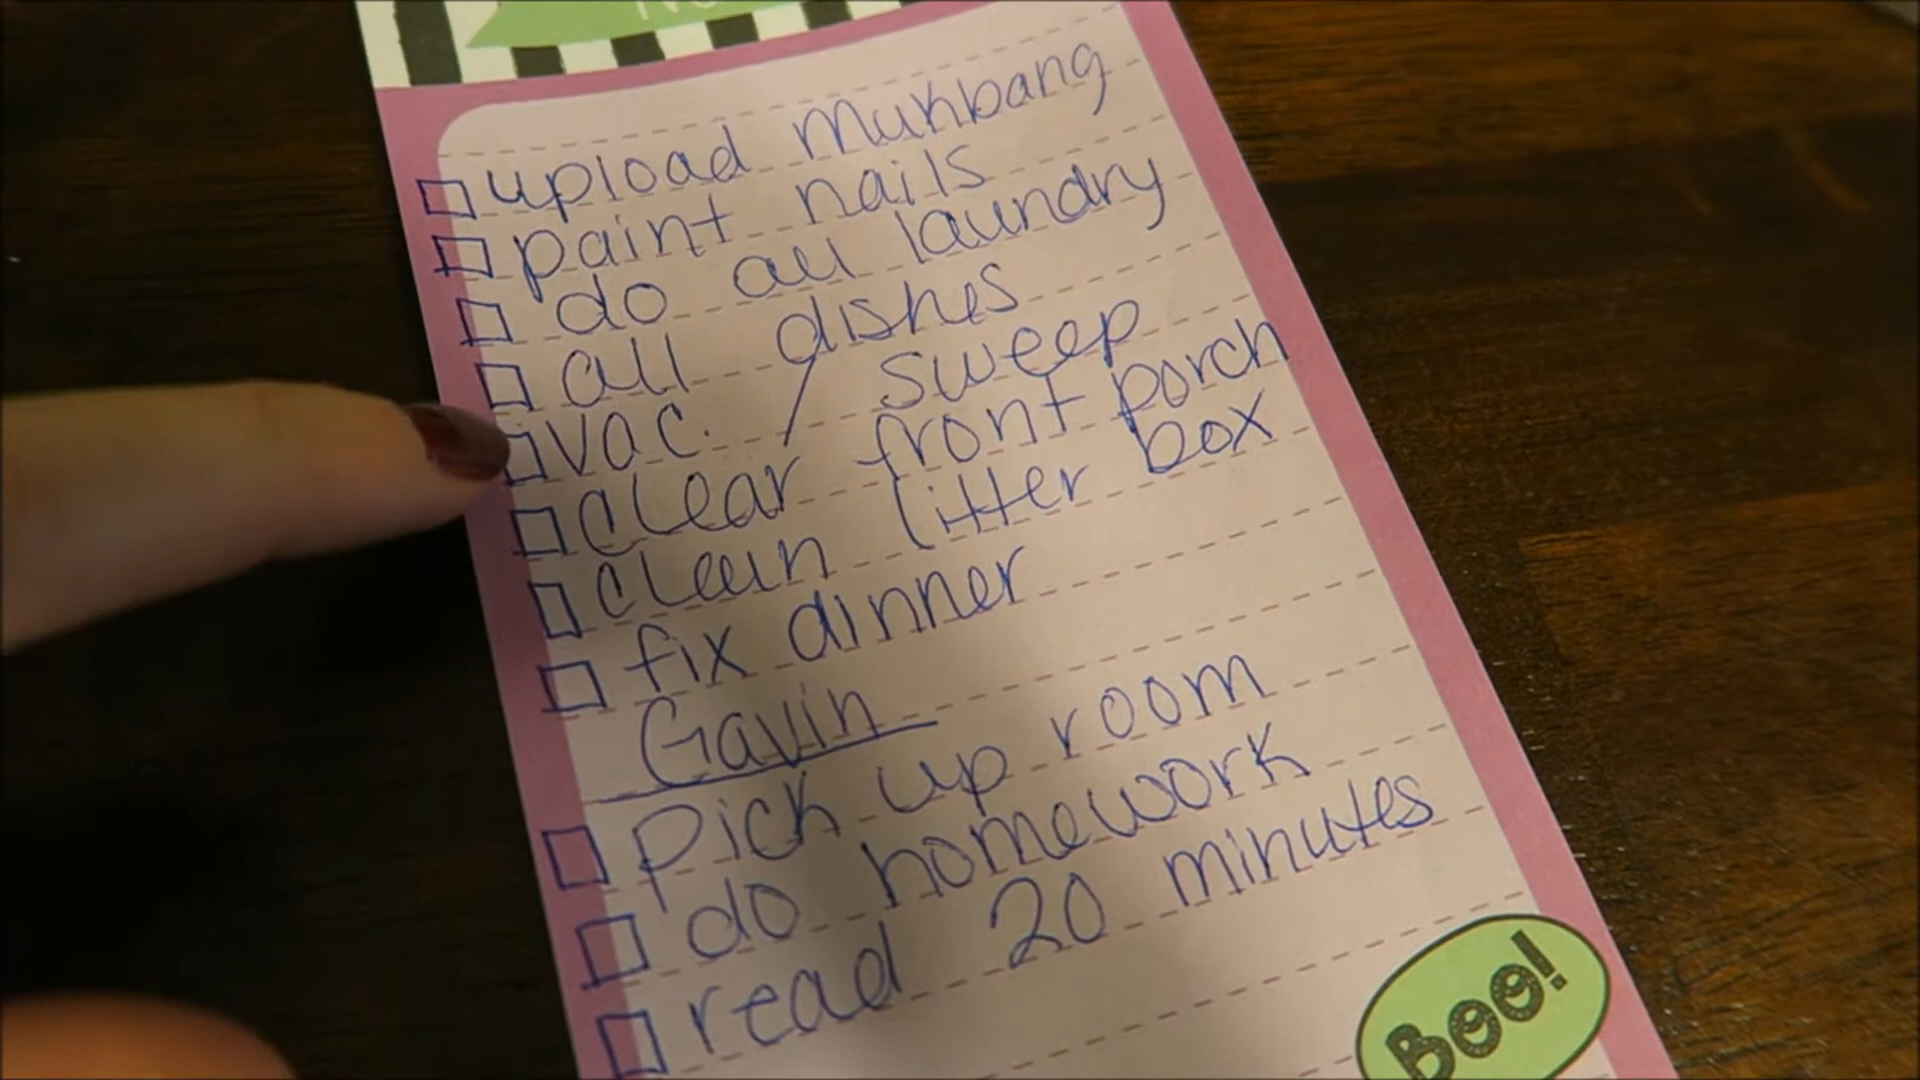 upload Mukbang
paint nails
do all laundry
all dishes
vac. / sweep
clear front porch
clean litter box
fix dinner
Gavin
Pick up room
do homework
read 20 minutes
BOO!